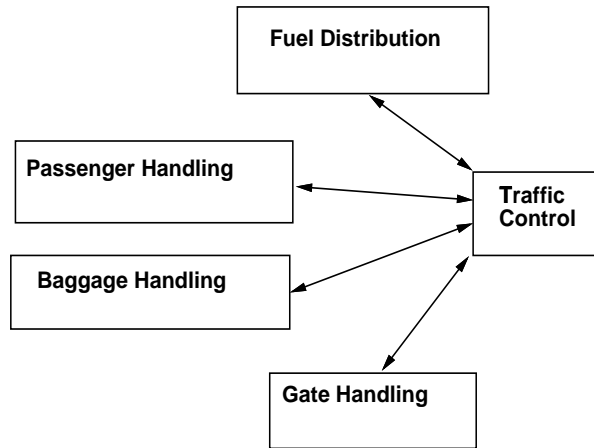 Fuel Distribution
Passenger Handling
Traffic
Control
Baggage Handling
Gate Handling